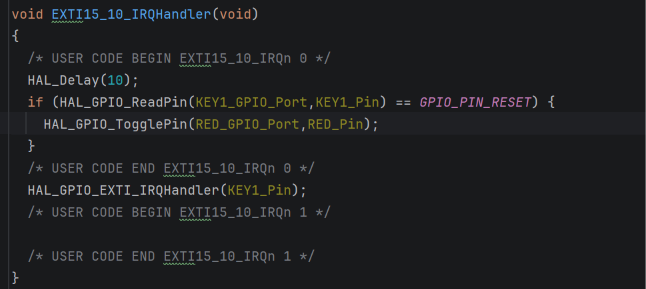 void EXTI15_10_IRQHandler(void)
{
/* USER CODE BEGIN EXTI15_10_IRQn 0 */
HAL_Delay(10);
if (HAL_GPIO_ReadPin(KEY1_GPIO_Port,KEY1_Pin) == GPIO_PIN_RESET) {
HAL_GPIO_TogglePin(RED_GPIO_Port,RED_Pin);
}
/* USER CODE END EXTI15_10_IRQn 0 */
HAL_GPIO_EXTI_IRQHandler(KEY1_Pin);
/* USER CODE BEGIN EXTI15_10_IRQn 1 */
/* USER CODE END EXTI15_10_IRQn 1 */
}